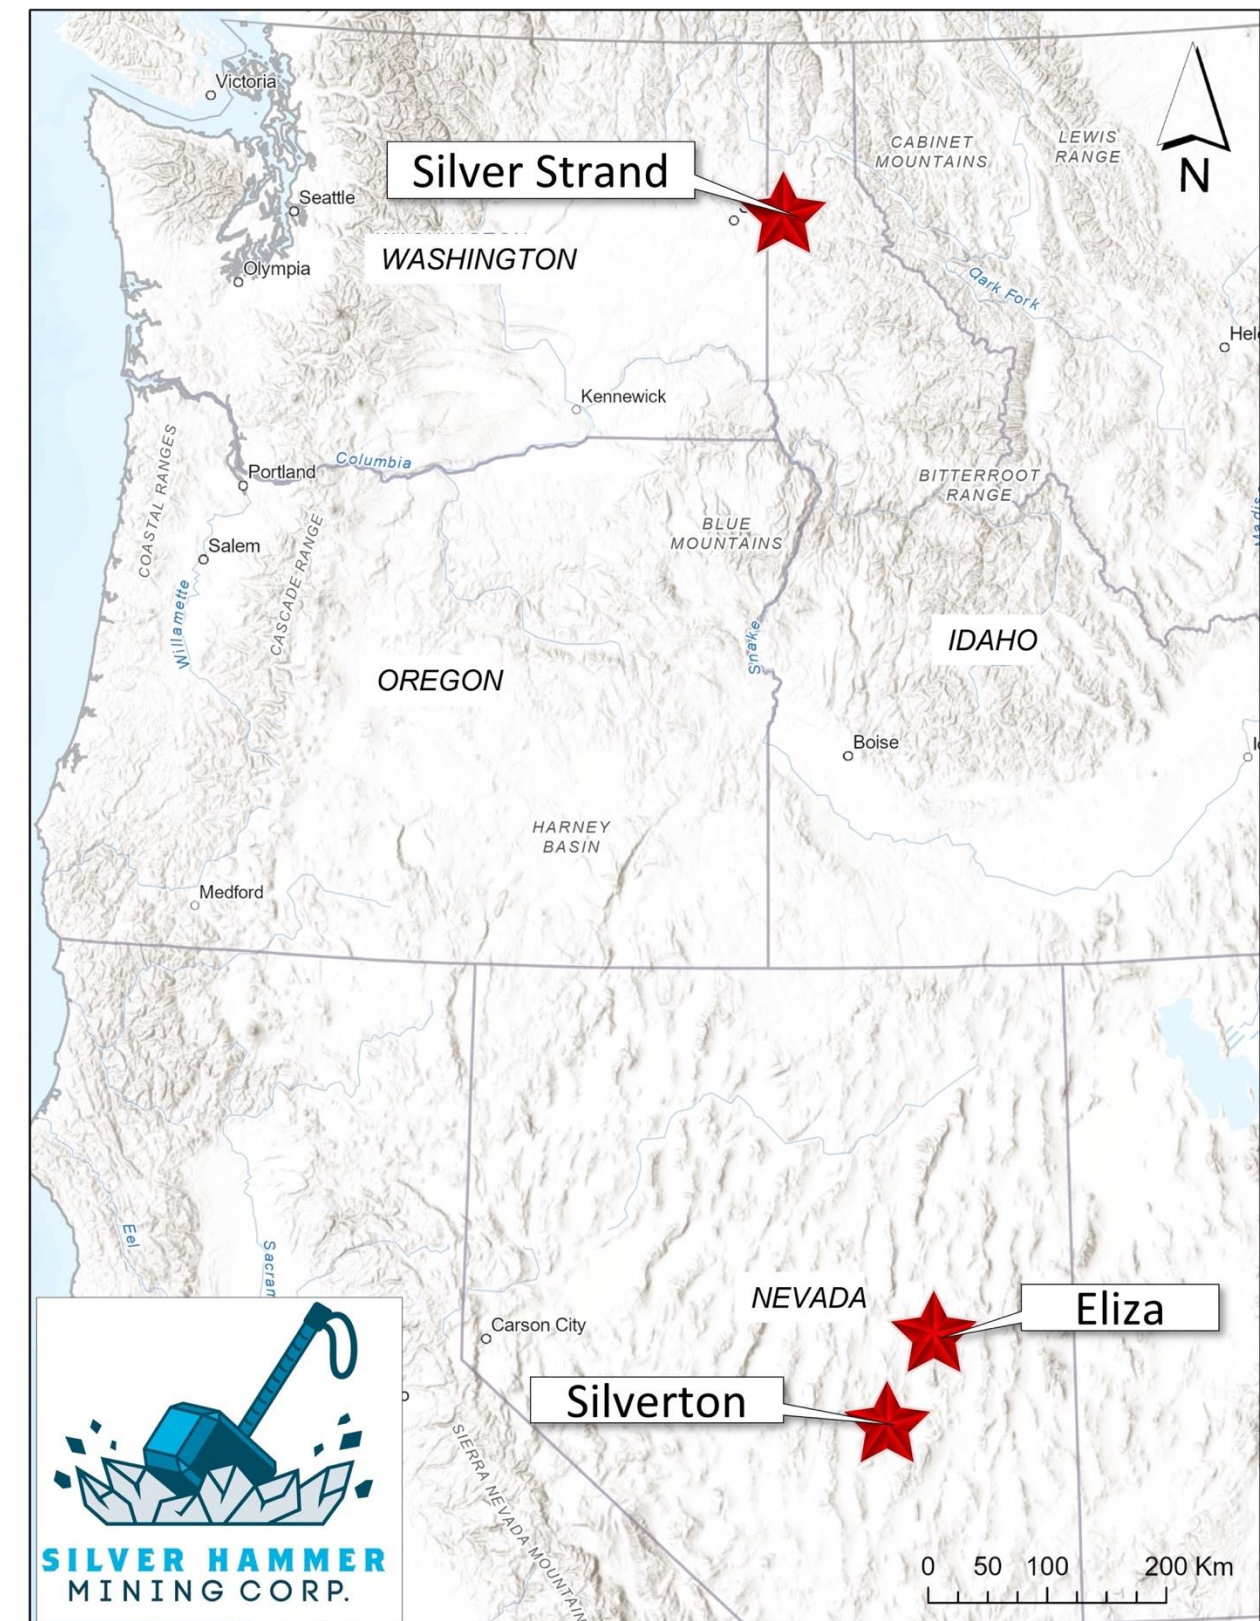 Victoria
CABINET
MOUNTAINS
LEWIS
RANGE
N
Silver Strand
Seattle
WASHINGTON
Olympia
Clark Fork
Kennewick
Columbia
Portland
COASTAL RANGES
CASCADE RANGE
BITTERROOT
RANGE
BLUE
MOUNTAINS
Salem
Willamette
Snake
IDAHO
OREGON
Boise
HARNEY
BASIN
Medford
Eel
NEVADA
Eliza
Carson City
Silverton
SIERRA NEVADA MOUNTAIN
SILVER HAMMER
MINING CORP.
0 50 100 200 Km